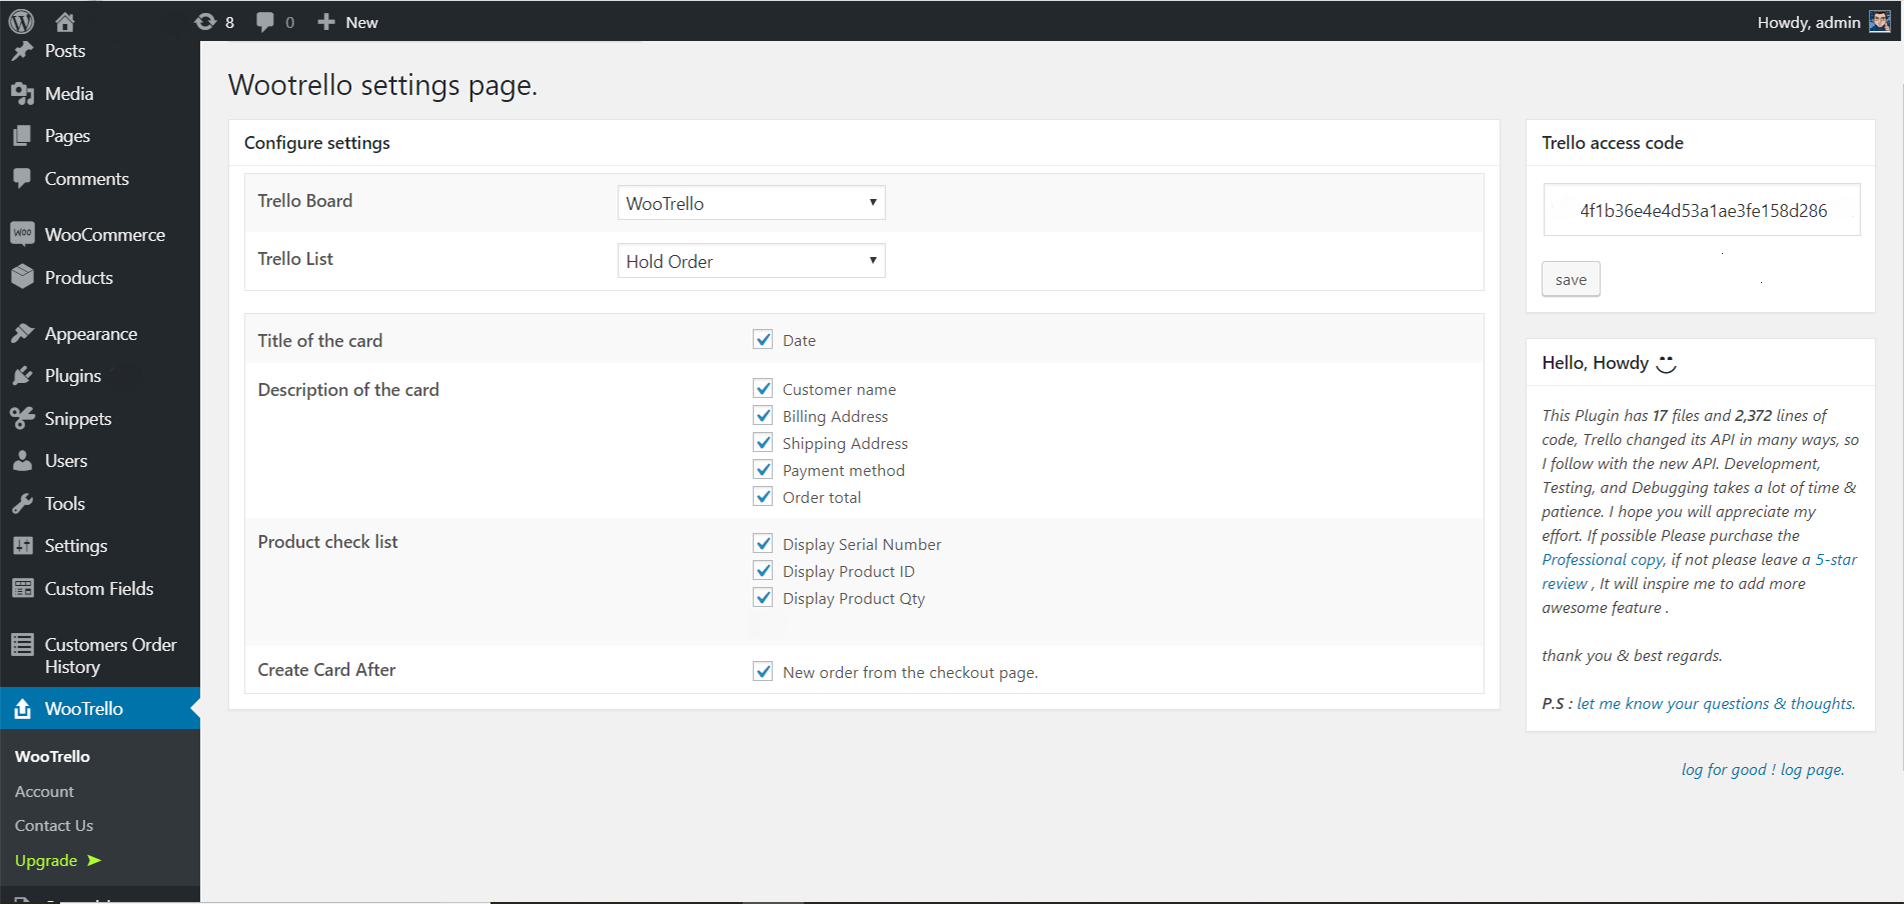 8 0 New Howdy, admin
Posts
Media
Pages
Comments
WOO WooCommerce
Products
Appearance
Plugins
Snippets
Users
Tools
Settings
Custom Fields
Customers Order
History
WooTrello
WooTrello
Account
Contact Us
Upgrade ➤
Wootrello settings page.
Configure settings
Trello Board WooTrello
Trello List Hold Order
Title of the card Date
Description of the card Customer name
Billing Address
Shipping Address
Payment method
Order total
Product check list Display Serial Number
Display Product ID
Display Product Qty
Create Card After New order from the checkout page.
Trello access code
4f1b36e4e4d53a1ae3fe158d286
save
Hello, Howdy
This Plugin has 17 files and 2,372 lines of
code, Trello changed its API in many ways, so
I follow with the new API. Development,
Testing, and Debugging takes a lot of time &
patience. I hope you will appreciate my
effort. If possible Please purchase the
Professional copy, if not please leave a 5-star
review , It will inspire me to add more
awesome feature .
thank you & best regards.
P.S : let me know your questions & thoughts.
log for good ! log page.